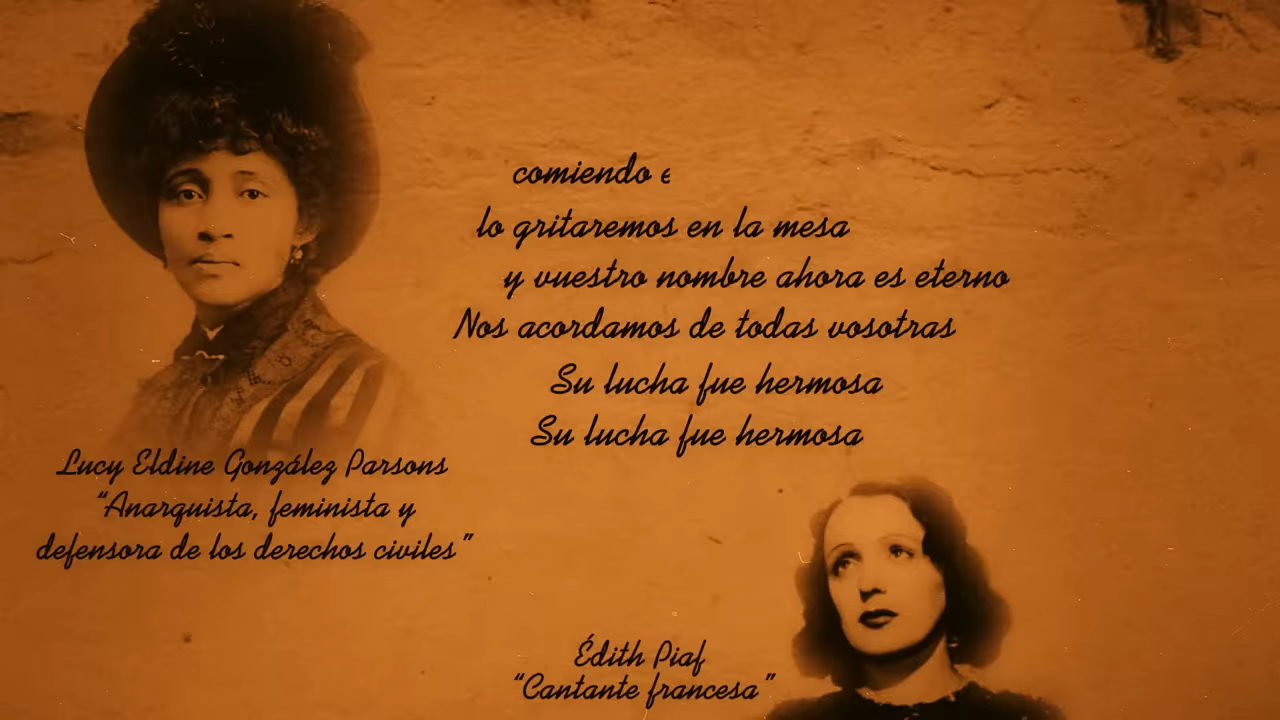 comiendo
lo gritaremos en la mesa
y vuestro nombre ahora es eterno
Nos acordamos de todas vosotras
Su lucha fue hermosa
Su lucha fue hermosa
Lucy Eldine González Parsons
“Anarquista, feminista y
defensora de los derechos civiles”
Édith Piaf
“Cantante francesa”